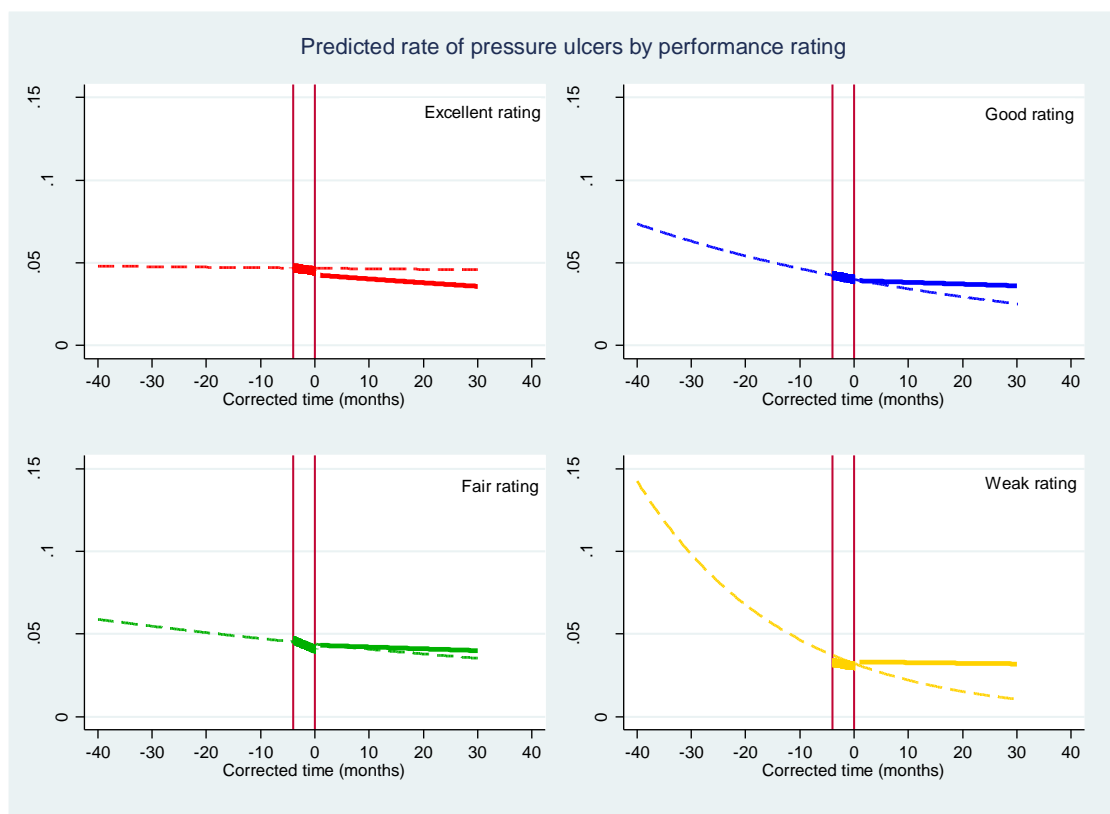 Predicted rate of pressure ulcers by performance rating
Excellent rating
.15
.1
.05
0
-40 -30 -20 -10 0 10 20 30 40
Corrected time (months)
Good rating
.15
.1
.05
0
-40 -30 -20 -10 0 10 20 30 40
Corrected time (months)
Fair rating
.15
.1
.05
0
-40 -30 -20 -10 0 10 20 30 40
Corrected time (months)
Weak rating
.15
.1
.05
0
-40 -30 -20 -10 0 10 20 30 40
Corrected time (months)